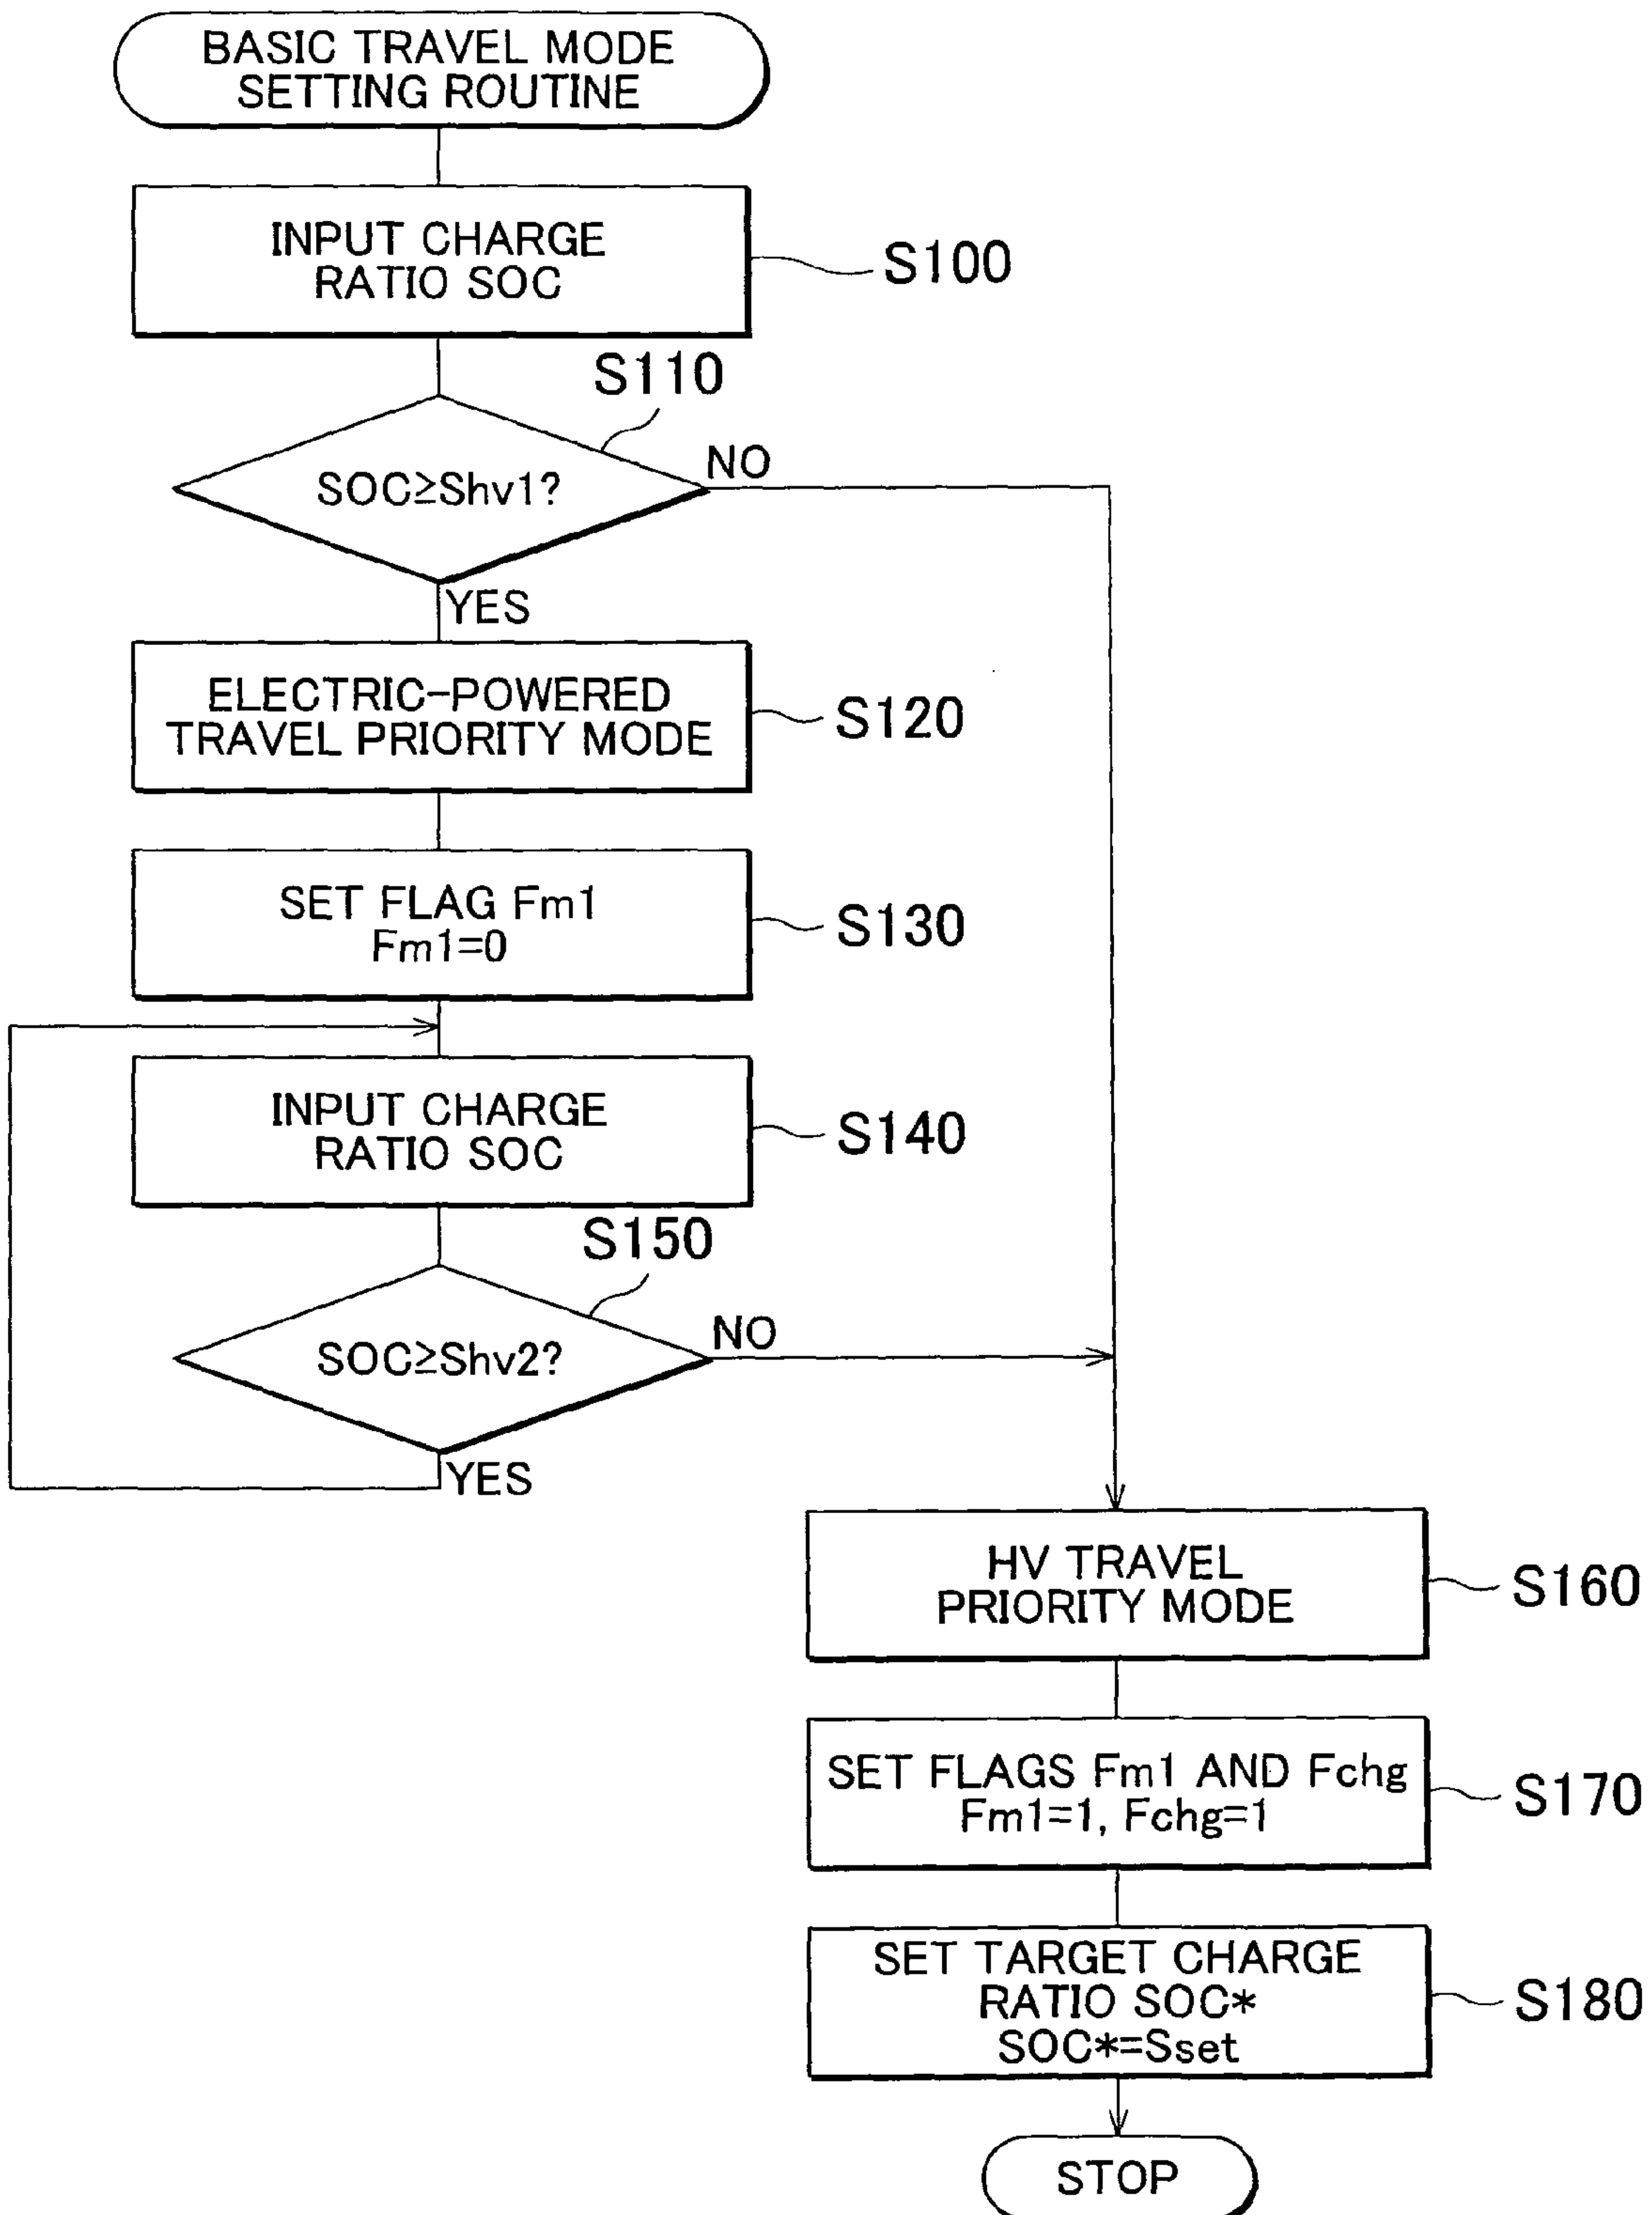 BASIC TRAVEL MODE
SETTING ROUTINE
INPUT CHARGE
RATIO SOC
S100
S110
SOC≥Shv1?
NO
YES
ELECTRIC-POWERED
TRAVEL PRIORITY MODE
S120
SET FLAG Fm1
Fm1=0
S130
INPUT CHARGE
RATIO SOC
S140
S150
SOC≥Shv2?
NO
YES
HV TRAVEL
PRIORITY MODE
S160
SET FLAGS Fm1 AND Fchg
Fm1=1, Fchg=1
S170
SET TARGET CHARGE
RATIO SOC*
SOC*=Sset
S180
STOP